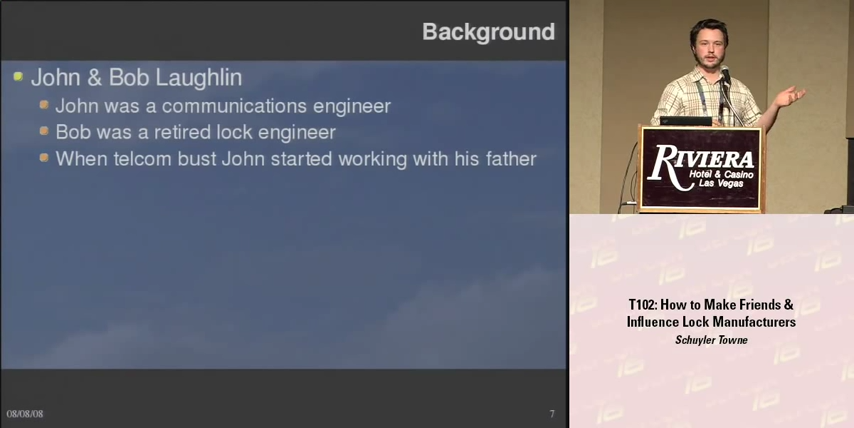 Background
John & Bob Laughlin
John was a communications engineer
Bob was a retired lock engineer
When telcom bust John started working with his father
08/08/08
7
RIVIERA
Hotel & Casino
Las Vegas
T102: How to Make Friends &
Influence Lock Manufacturers
Schuyler Towne